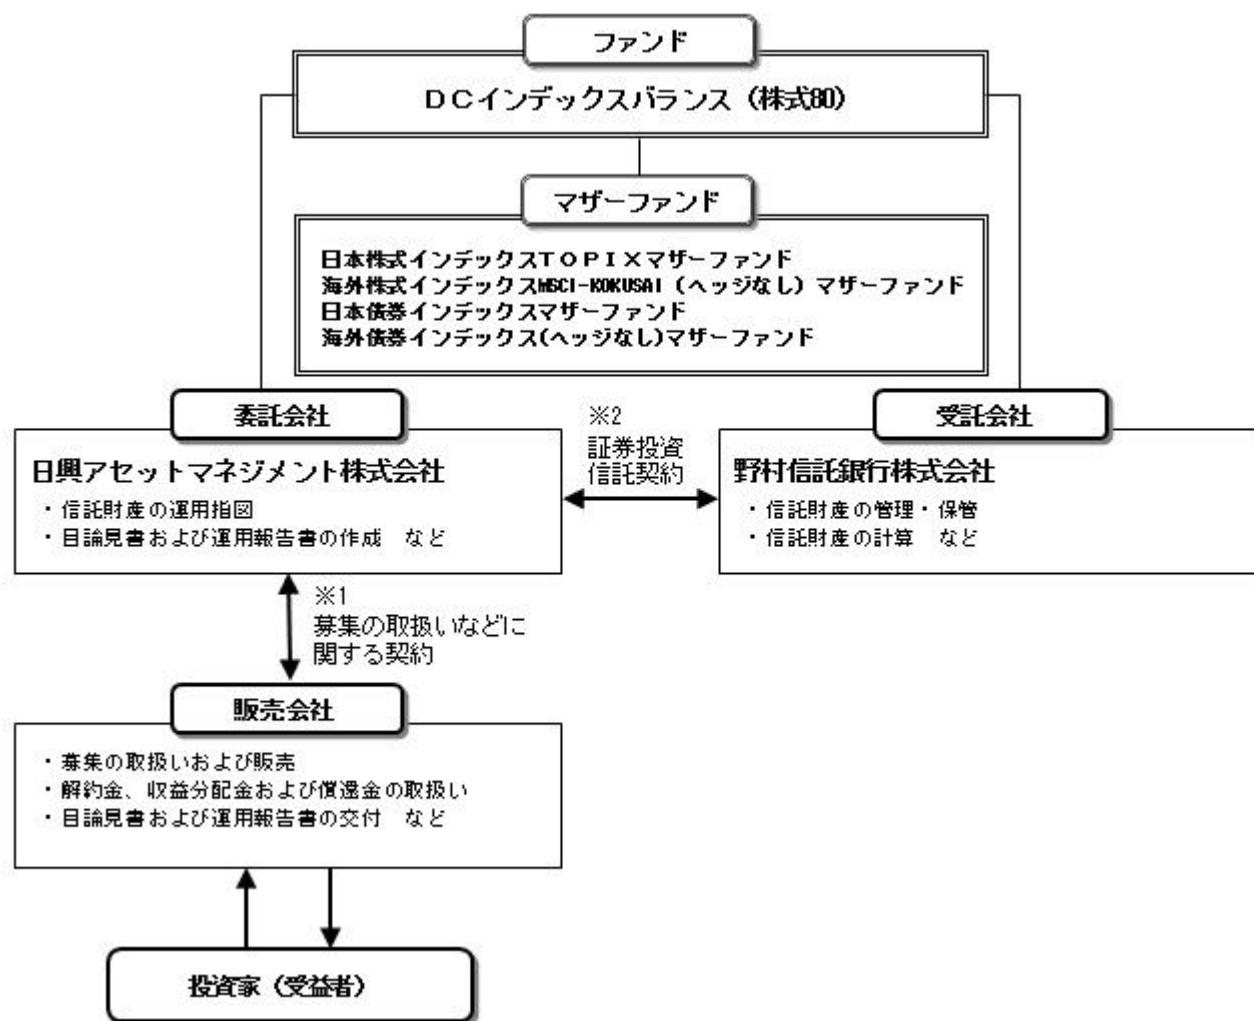 ファンド
DCインデックスバランス（株式80）
マザーファンド
日本株式インデックスTOPIXマザーファンド
海外株式インデックスMSCI-KOKUSAI（ヘッジなし）マザーファンド
日本債券インデックスマザーファンド
海外債券インデックス(ヘッジなし)マザーファンド
委託会社
日興アセットマネジメント株式会社
・信託財産の運用指図
・目論見書および運用報告書の作成　など
※2
証券投資
信託契約
受託会社
野村信託銀行株式会社
・信託財産の管理・保管
・信託財産の計算　など
※1
募集の取扱いなどに
関する契約
販売会社
・募集の取扱いおよび販売
・解約金、収益分配金および償還金の取扱い
・目論見書および運用報告書の交付　など
投資家（受益者）